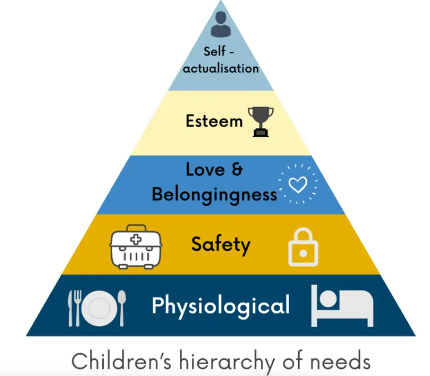 Self -
actualisation
Esteem
Love &
Belongingness
Safety
Physiological
Children's hierarchy of needs